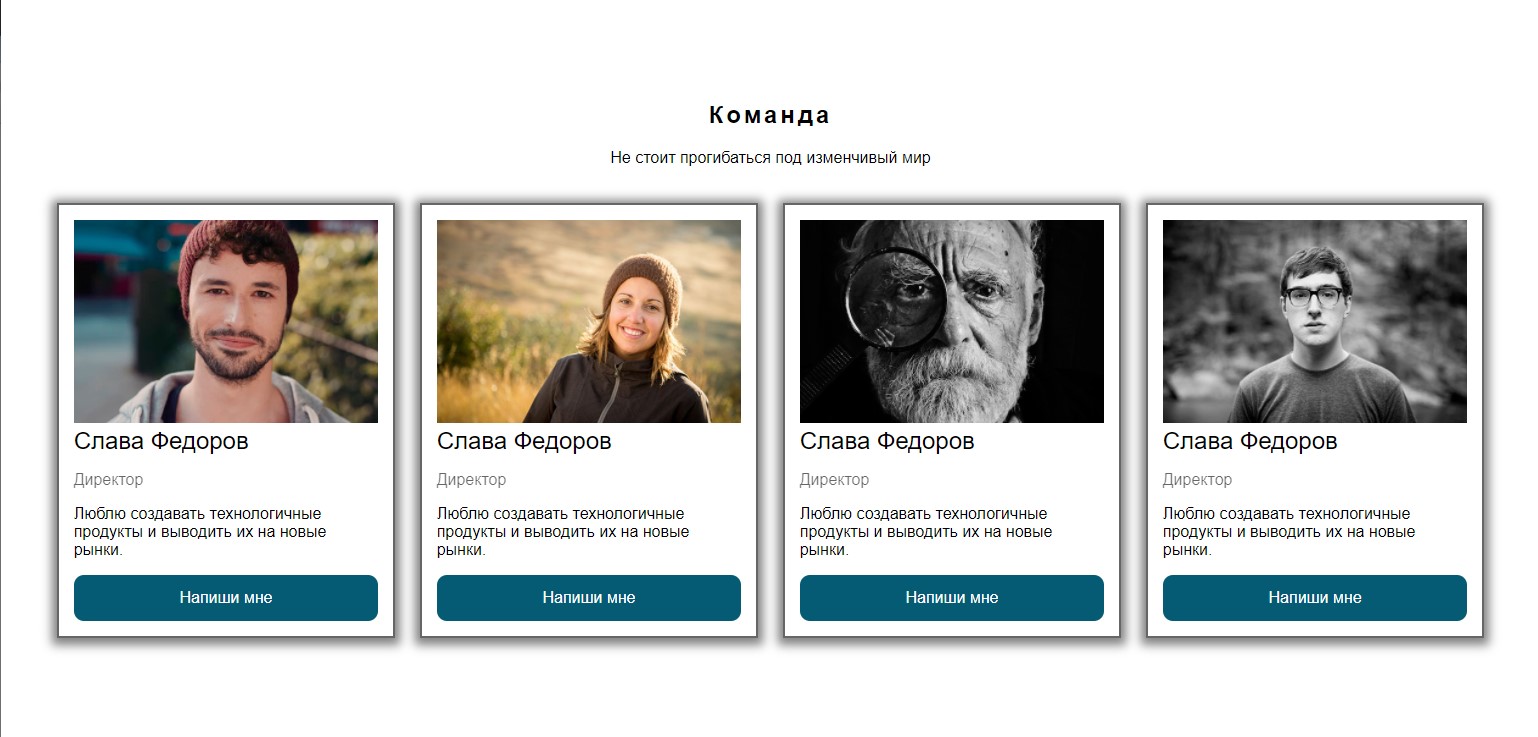 Команда
Не стоит прогибаться под изменчивый мир
Слава Федоров
Директор
Люблю создавать технологичные
продукты и выводить их на новые
рынки.
Напиши мне
Слава Федоров
Директор
Люблю создавать технологичные
продукты и выводить их на новые
рынки.
Напиши мне
Слава Федоров
Директор
Люблю создавать технологичные
продукты и выводить их на новые
рынки.
Напиши мне
Слава Федоров
Директор
Люблю создавать технологичные
продукты и выводить их на новые
рынки.
Напиши мне